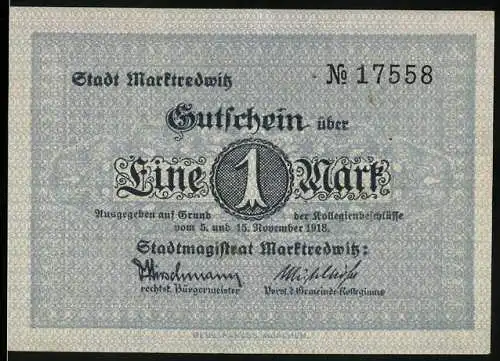 Stadt Marktredwitz
№ 17558
Gutschein über
Eine 1 Mark
Ausgegeben auf Grund der Kollegienbeschlüsse
vom 5. und 15. November 1918.
Stadtmagistrat Marktredwitz:
rechtsk. Bürgermeister Vorst. d. Gemeinde-Kollegiums
MÜNCHEN.